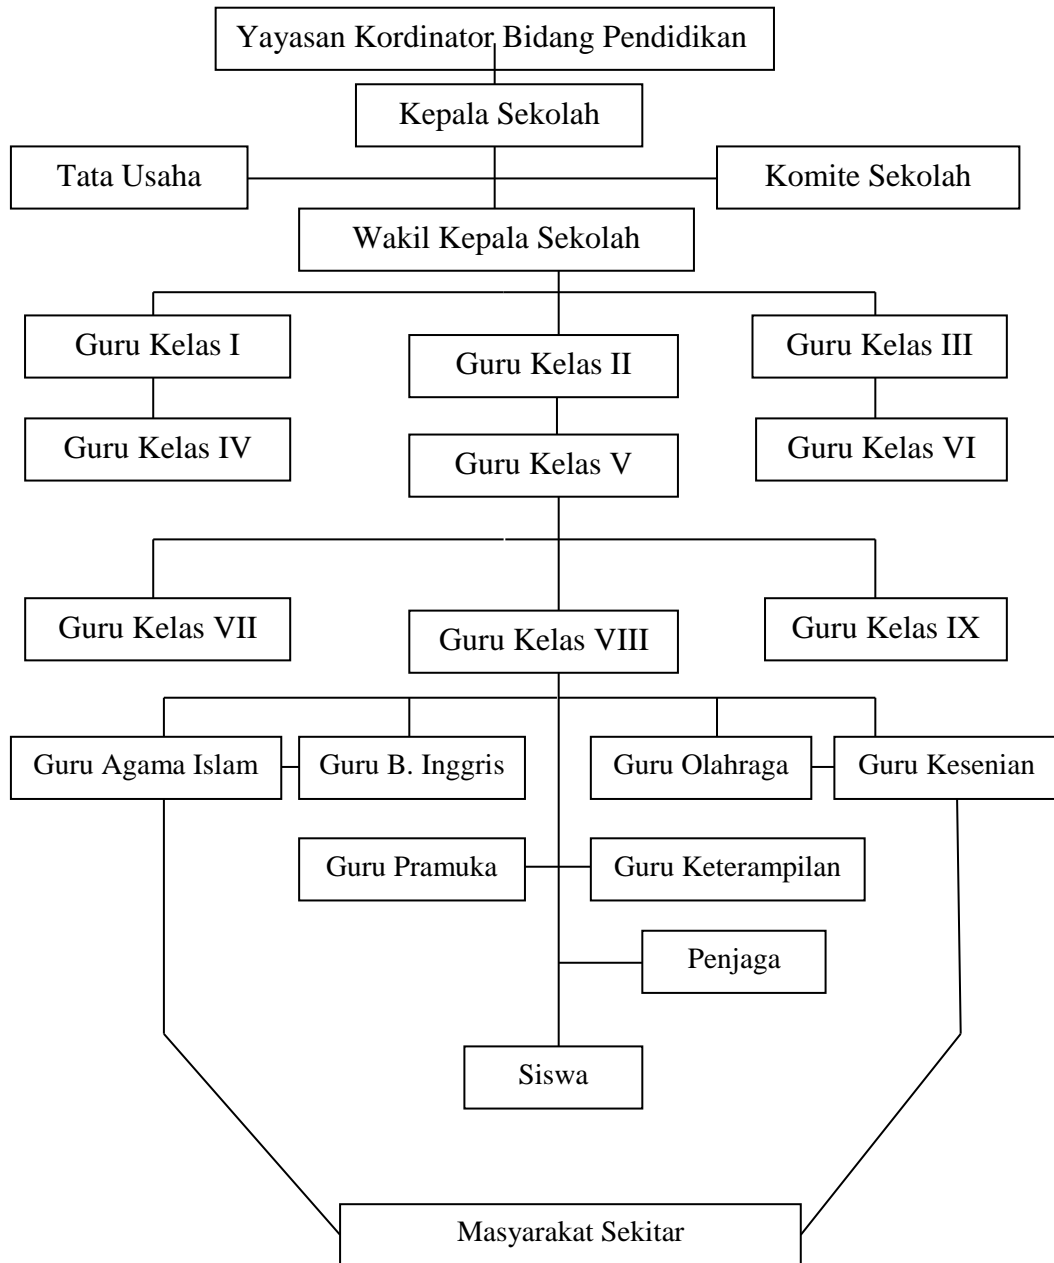 Yayasan Kordinator Bidang Pendidikan
Kepala Sekolah
Tata Usaha
Komite Sekolah
Wakil Kepala Sekolah
Guru Kelas I
Guru Kelas II
Guru Kelas III
Guru Kelas IV
Guru Kelas V
Guru Kelas VI
Guru Kelas VII
Guru Kelas VIII
Guru Kelas IX
Guru Agama Islam
Guru B. Inggris
Guru Olahraga
Guru Kesenian
Guru Pramuka
Guru Keterampilan
Penjaga
Siswa
Masyarakat Sekitar